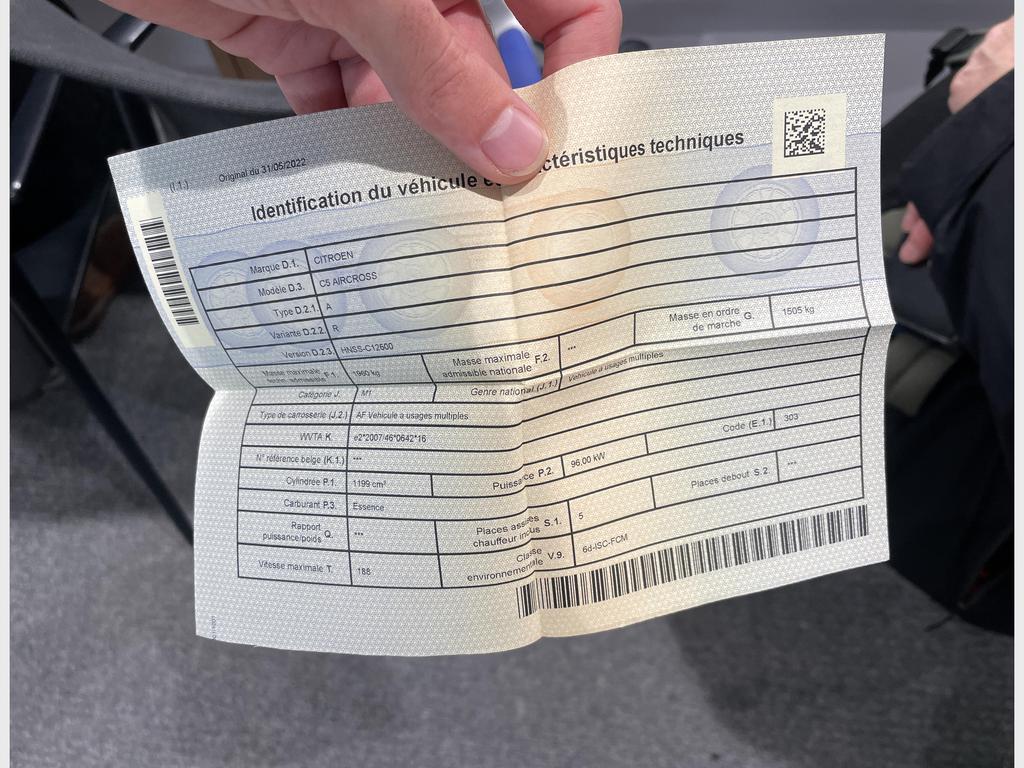 (I.1.) Original du 31/05/2022
Identification du véhicule et caractéristiques techniques
Marque D.1. CITROEN
Modèle D.3. C5 AIRCROSS
Type D.2.1. A
Variante D.2.2. R
Version D.2.3. HNSS-C12600
Masse maximale techn. admissible F.1. 1960 kg Masse maximale admissible nationale F.2. *** Masse en ordre de marche G. 1505 kg
Catégorie J. M1 Genre national (J.1.) Véhicule à usages multiples
Type de carrosserie (J.2.) AF Véhicule à usages multiples
WVTA K. e2*2007/46*0642*16
N° référence belge (K.1.) ***
Cylindrée P.1. 1199 cm³ Puissance P.2. 96.00 kW Code (E.1.) 303
Carburant P.3. Essence
Rapport puissance/poids Q. *** Places assises chauffeur inclus S.1. 5 Places debout S.2. ***
Vitesse maximale T. 188 Classe environnementale V.9. 6d-ISC-FCM